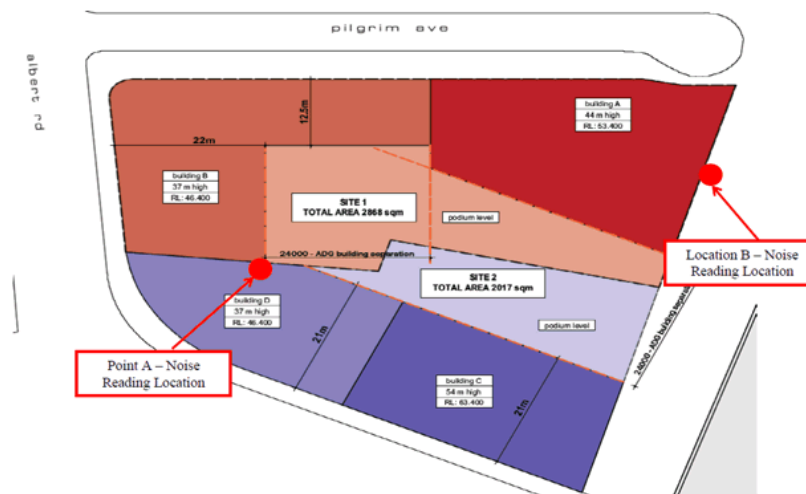 pilgrim ave
albert rd
12.5m
building A
44 m high
RL: 53.400
22m
building B
37 m high
RL: 46.400
SITE 1
TOTAL AREA 2868 sqm
podium level
Location B – Noise
Reading Location
24000 - ADG building separation
SITE 2
TOTAL AREA 2017 sqm
building D
37 m high
RL: 46.400
21m
podium level
24000 - ADG building
Point A – Noise
Reading Location
building C
54 m high
RL: 63.400
21m